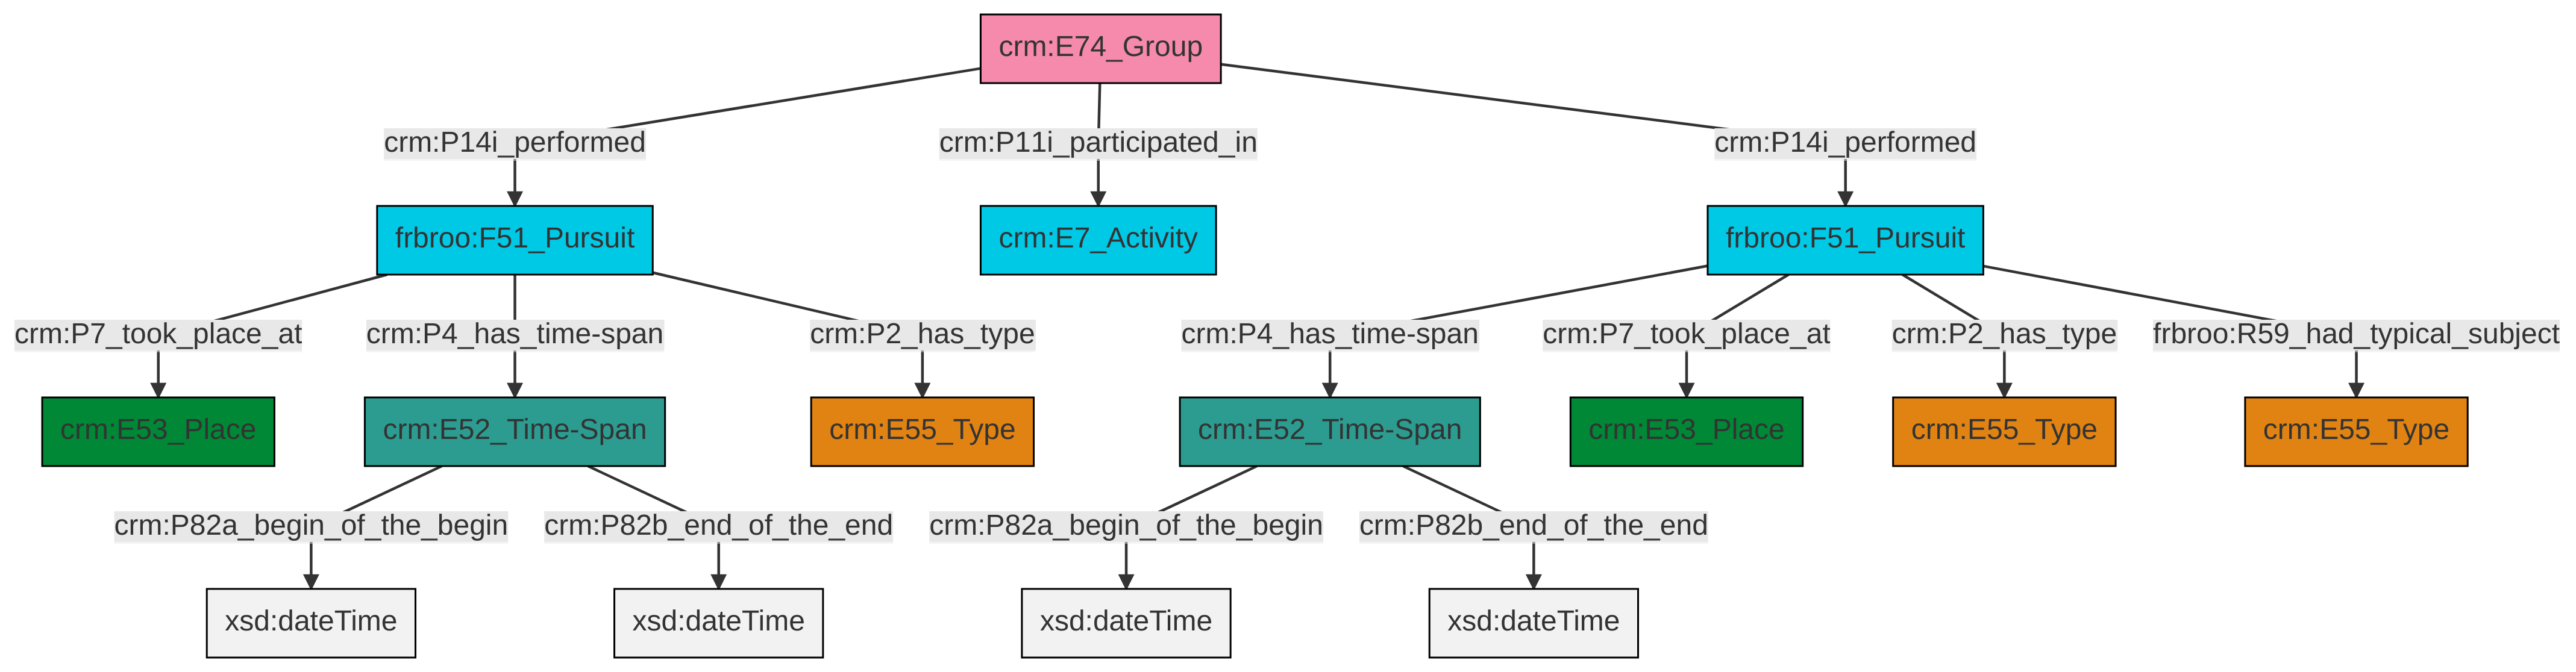 crm:E74_Group
crm:P14i_performed
crm:P11i_participated_in
crm:P14i_performed
frbroo:F51_Pursuit
crm:E7_Activity
frbroo:F51_Pursuit
crm:P7_took_place_at
crm:P4_has_time-span
crm:P2_has_type
crm:P4_has_time-span
crm:P7_took_place_at
crm:P2_has_type
frbroo:R59_had_typical_subject
crm:E53_Place
crm:E52_Time-Span
crm:E55_Type
crm:E52_Time-Span
crm:E53_Place
crm:E55_Type
crm:E55_Type
crm:P82a_begin_of_the_begin
crm:P82b_end_of_the_end
crm:P82a_begin_of_the_begin
crm:P82b_end_of_the_end
xsd:dateTime
xsd:dateTime
xsd:dateTime
xsd:dateTime